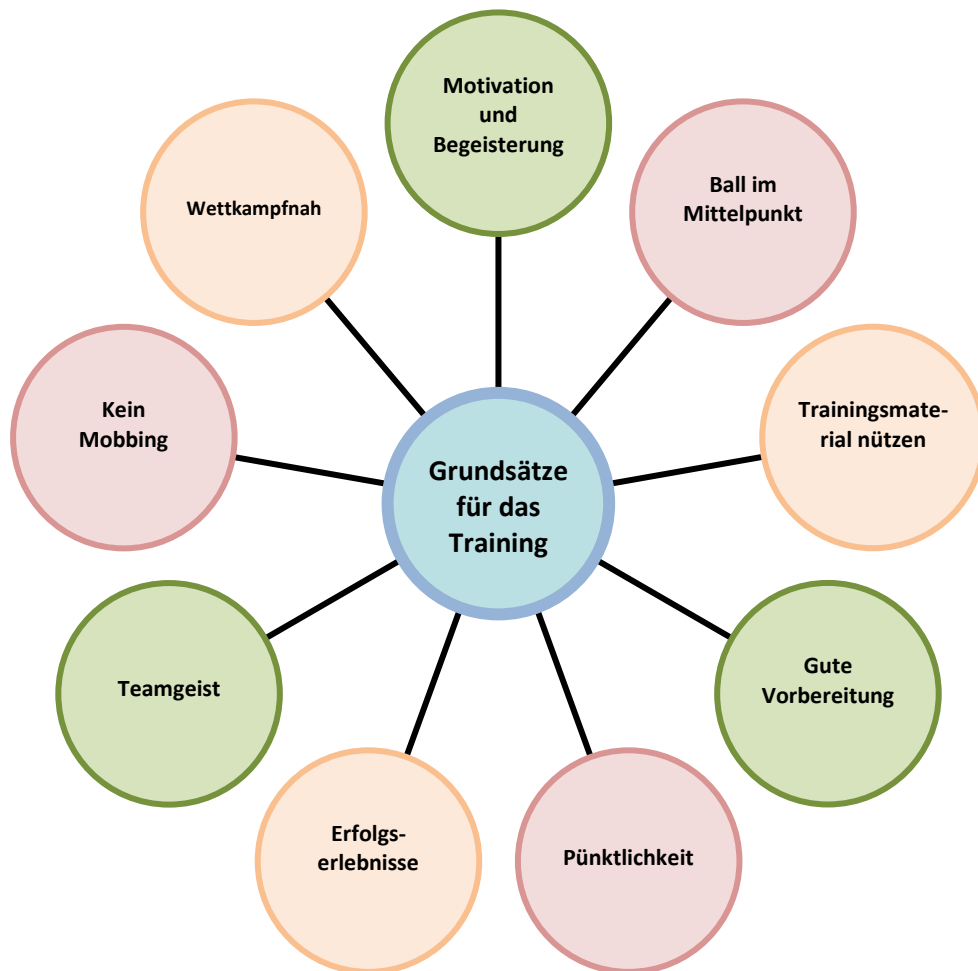 Motivation
und
Begeisterung
Ball im
Mittelpunkt
Wettkampfnah
Trainingsmate-
rial nützen
Kein
Mobbing
Grundsätze
für das
Training
Gute
Vorbereitung
Teamgeist
Pünktlichkeit
Erfolgs-
erlebnisse